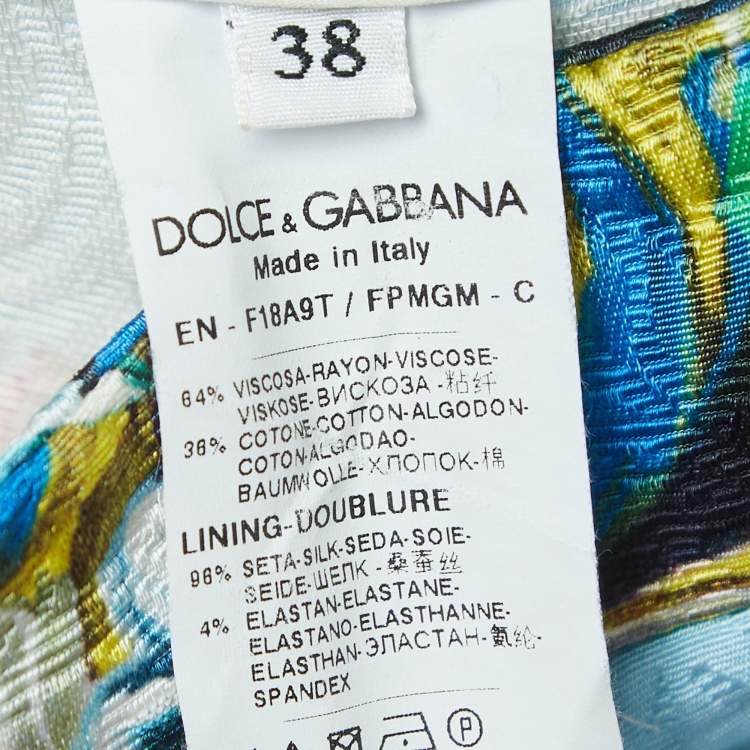 38
DOLCE & GABBANA
Made in Italy
EN - F18A9T / FPMGM - C
64% VISCOSA-RAYON-VISCOSE-
VISKOSE-ВИСКОЗА -粘纤
36% COTONE-COTTON-ALGODON-
COTON-ALGODAO-
BAUMWOLLE-ХЛОПОК-棉
LINING-DOUBLURE
96% SETA-SILK-SEDA-SOIE-
SEIDE-ШЕЛК -桑蚕丝
4% ELASTAN-ELASTANE-
ELASTANO-ELASTHANNE-
ELASTHAN-ЭЛАСТАН-氨纶-
SPANDEX
P